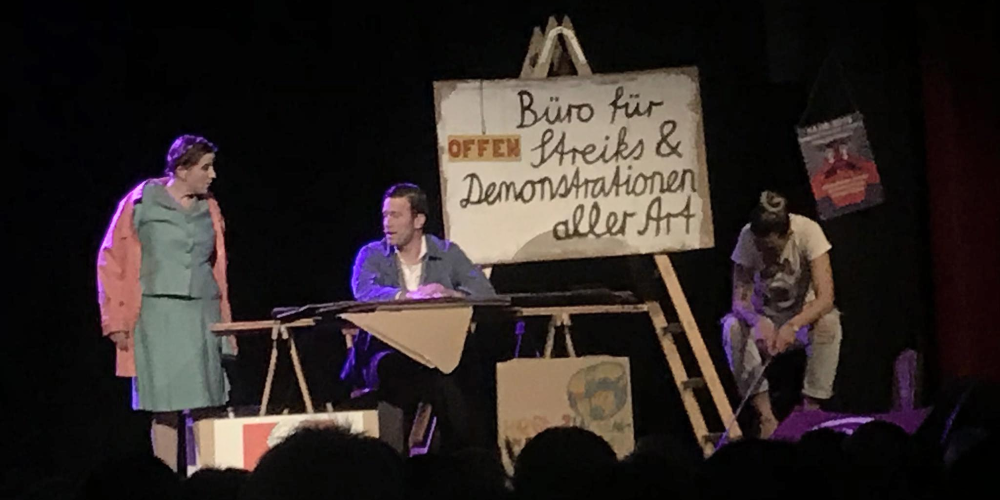 Büro für
OFFEN
Streiks &
Demonstrationen
aller Art